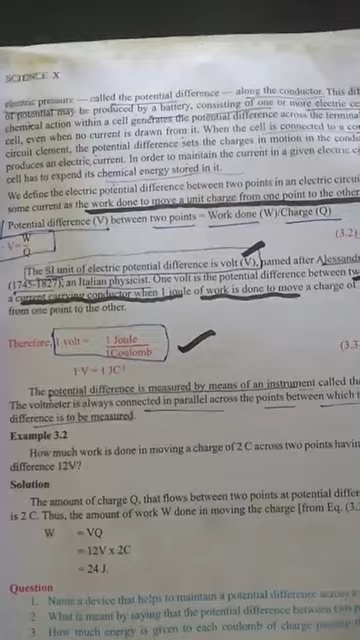 SCIENCE X
electric pressure — called the potential difference — along the conductor. This dif
of potential may be produced by a battery, consisting of one or more electric ce
chemical action within a cell generates the potential difference across the termina
cell, even when no current is drawn from it. When the cell is connected to a co
circuit element, the potential difference sets the charges in motion in the condu
produces an electric current. In order to maintain the current in a given electric ci
cell has to expend its chemical energy stored in it.
We define the electric potential difference between two points in an electric circui
some current as the work done to move a unit charge from one point to the other
Potential difference (V) between two points = Work done (W)/Charge (Q)
V = W/Q (3.2)
The SI unit of electric potential difference is volt (V), named after Alessandr
(1745-1827), an Italian physicist. One volt is the potential difference between tw
a current carrying conductor when 1 joule of work is done to move a charge of
from one point to the other.
Therefore, 1 volt = 1 Joule / 1 Coulomb (3.3
1 V = 1 JC⁻¹
The potential difference is measured by means of an instrument called the
The voltmeter is always connected in parallel across the points between which t
difference is to be measured.
Example 3.2
How much work is done in moving a charge of 2 C across two points havin
difference 12V?
Solution
The amount of charge Q, that flows between two points at potential differ
is 2 C. Thus, the amount of work W done in moving the charge [from Eq. (3.
W = VQ
= 12V x 2C
= 24 J.
Question
1. Name a device that helps to maintain a potential difference across a
2. What is meant by saying that the potential difference between two p
3. How much energy is given to each coulomb of charge passing